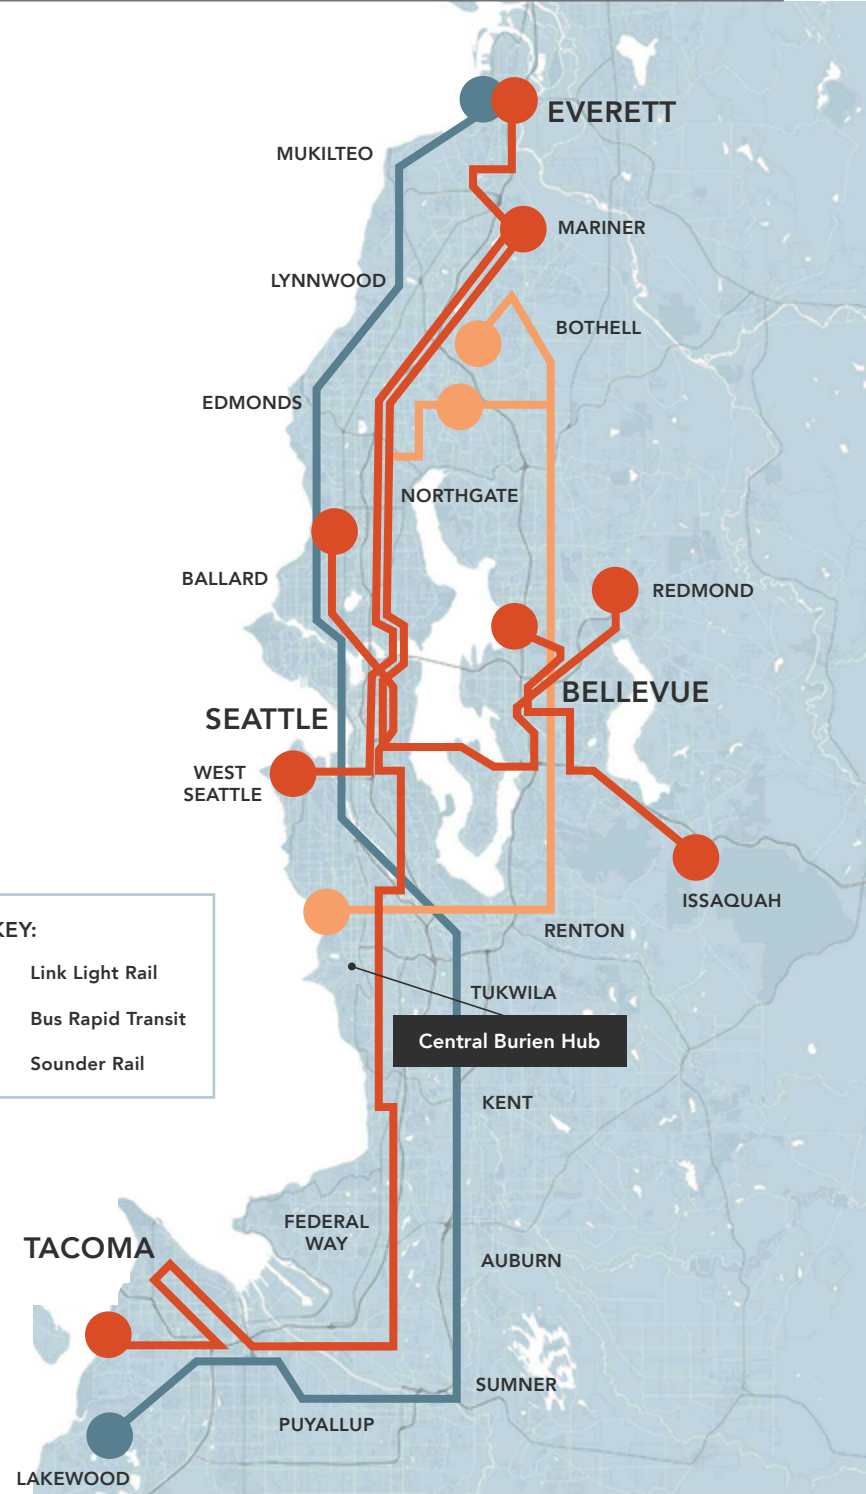 EVERETT
MUKILTEO
MARINER
LYNNWOOD
BOTHELL
EDMONDS
NORTHGATE
BALLARD
REDMOND
BELLEVUE
SEATTLE
WEST
SEATTLE
ISSAQUAH
RENTON
KEY:
Link Light Rail
Bus Rapid Transit
Sounder Rail
TUKWILA
Central Burien Hub
KENT
FEDERAL
WAY
TACOMA
AUBURN
SUMNER
PUYALLUP
LAKEWOOD